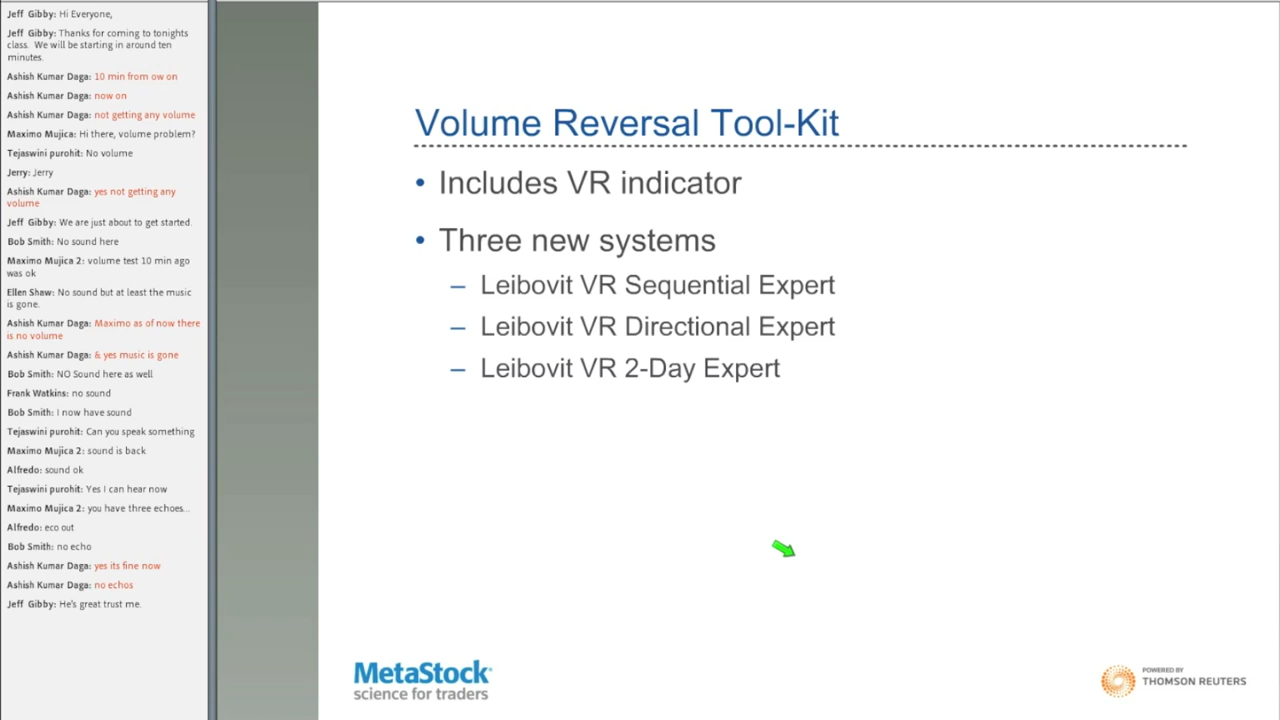 Jeff Gibby: Hi Everyone,
Jeff Gibby: Thanks for coming to tonights
class. We will be starting in around ten
minutes.
Ashish Kumar Daga: 10 min from ow on
Ashish Kumar Daga: now on
Ashish Kumar Daga: not getting any volume
Maximo Mujica: Hi there, volume problem?
Tejaswini purohit: No volume
Jerry: Jerry
Ashish Kumar Daga: yes not getting any
volume
Jeff Gibby: We are just about to get started.
Bob Smith: No sound here
Maximo Mujica 2: volume test 10 min ago
was ok
Ellen Shaw: No sound but at least the music
is gone.
Ashish Kumar Daga: Maximo as of now there
is no volume
Ashish Kumar Daga: & yes music is gone
Bob Smith: NO Sound here as well
Frank Watkins: no sound
Bob Smith: I now have sound
Tejaswini purohit: Can you speak something
Maximo Mujica 2: sound is back
Alfredo: sound ok
Tejaswini purohit: Yes I can hear now
Maximo Mujica 2: you have three echoes...
Alfredo: eco out
Bob Smith: no echo
Ashish Kumar Daga: yes its fine now
Ashish Kumar Daga: no echos
Jeff Gibby: He's great trust me.
Volume Reversal Tool-Kit
• Includes VR indicator
• Three new systems
– Leibovit VR Sequential Expert
– Leibovit VR Directional Expert
– Leibovit VR 2-Day Expert
MetaStock
science for traders
POWERED BY
THOMSON REUTERS